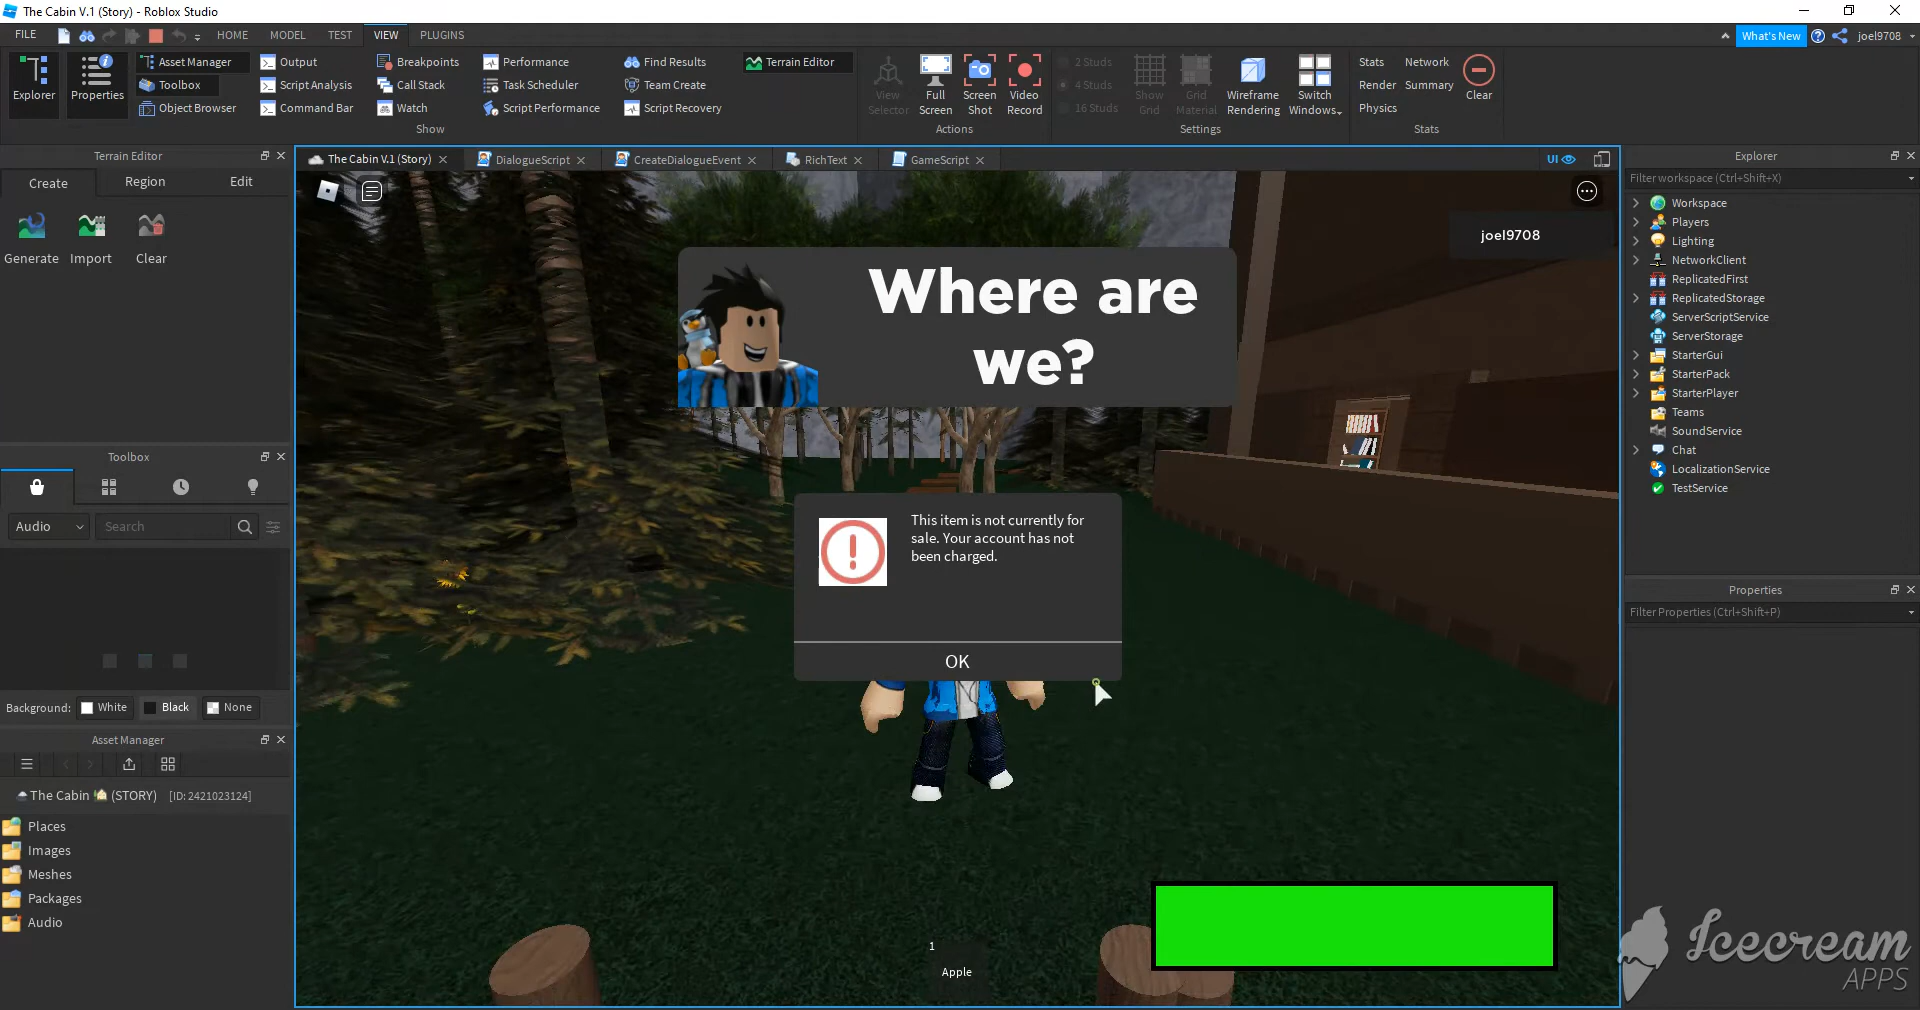 The Cabin V.1 (Story) - Roblox Studio
FILE HOME MODEL TEST VIEW PLUGINS What's New joel9708
Explorer
Properties
Asset Manager
Toolbox
Object Browser
Output
Script Analysis
Command Bar
Breakpoints
Call Stack
Watch
Performance
Task Scheduler
Script Performance
Find Results
Team Create
Script Recovery
Show
Terrain Editor
View
Selector
Full
Screen
Screen
Shot
Video
Record
Actions
2 Studs
4 Studs
16 Studs
Show
Grid
Grid
Material
Wireframe
Rendering
Switch
Windows
Settings
Stats
Render
Physics
Network
Summary
Clear
Stats
Terrain Editor
Create Region Edit
Generate Import Clear
Toolbox
Audio Search
Background: White Black None
Asset Manager
The Cabin (STORY) [ID: 2421023124]
Places
Images
Meshes
Packages
Audio
The Cabin V.1 (Story) DialogueScript CreateDialogueEvent RichText GameScript UI
joel9708
Where are
we?
This item is not currently for
sale. Your account has not
been charged.
OK
1
Apple
Explorer
Filter workspace (Ctrl+Shift+X)
Workspace
Players
Lighting
NetworkClient
ReplicatedFirst
ReplicatedStorage
ServerScriptService
ServerStorage
StarterGui
StarterPack
StarterPlayer
Teams
SoundService
Chat
LocalizationService
TestService
Properties
Filter Properties (Ctrl+Shift+P)
Icecream
APPS